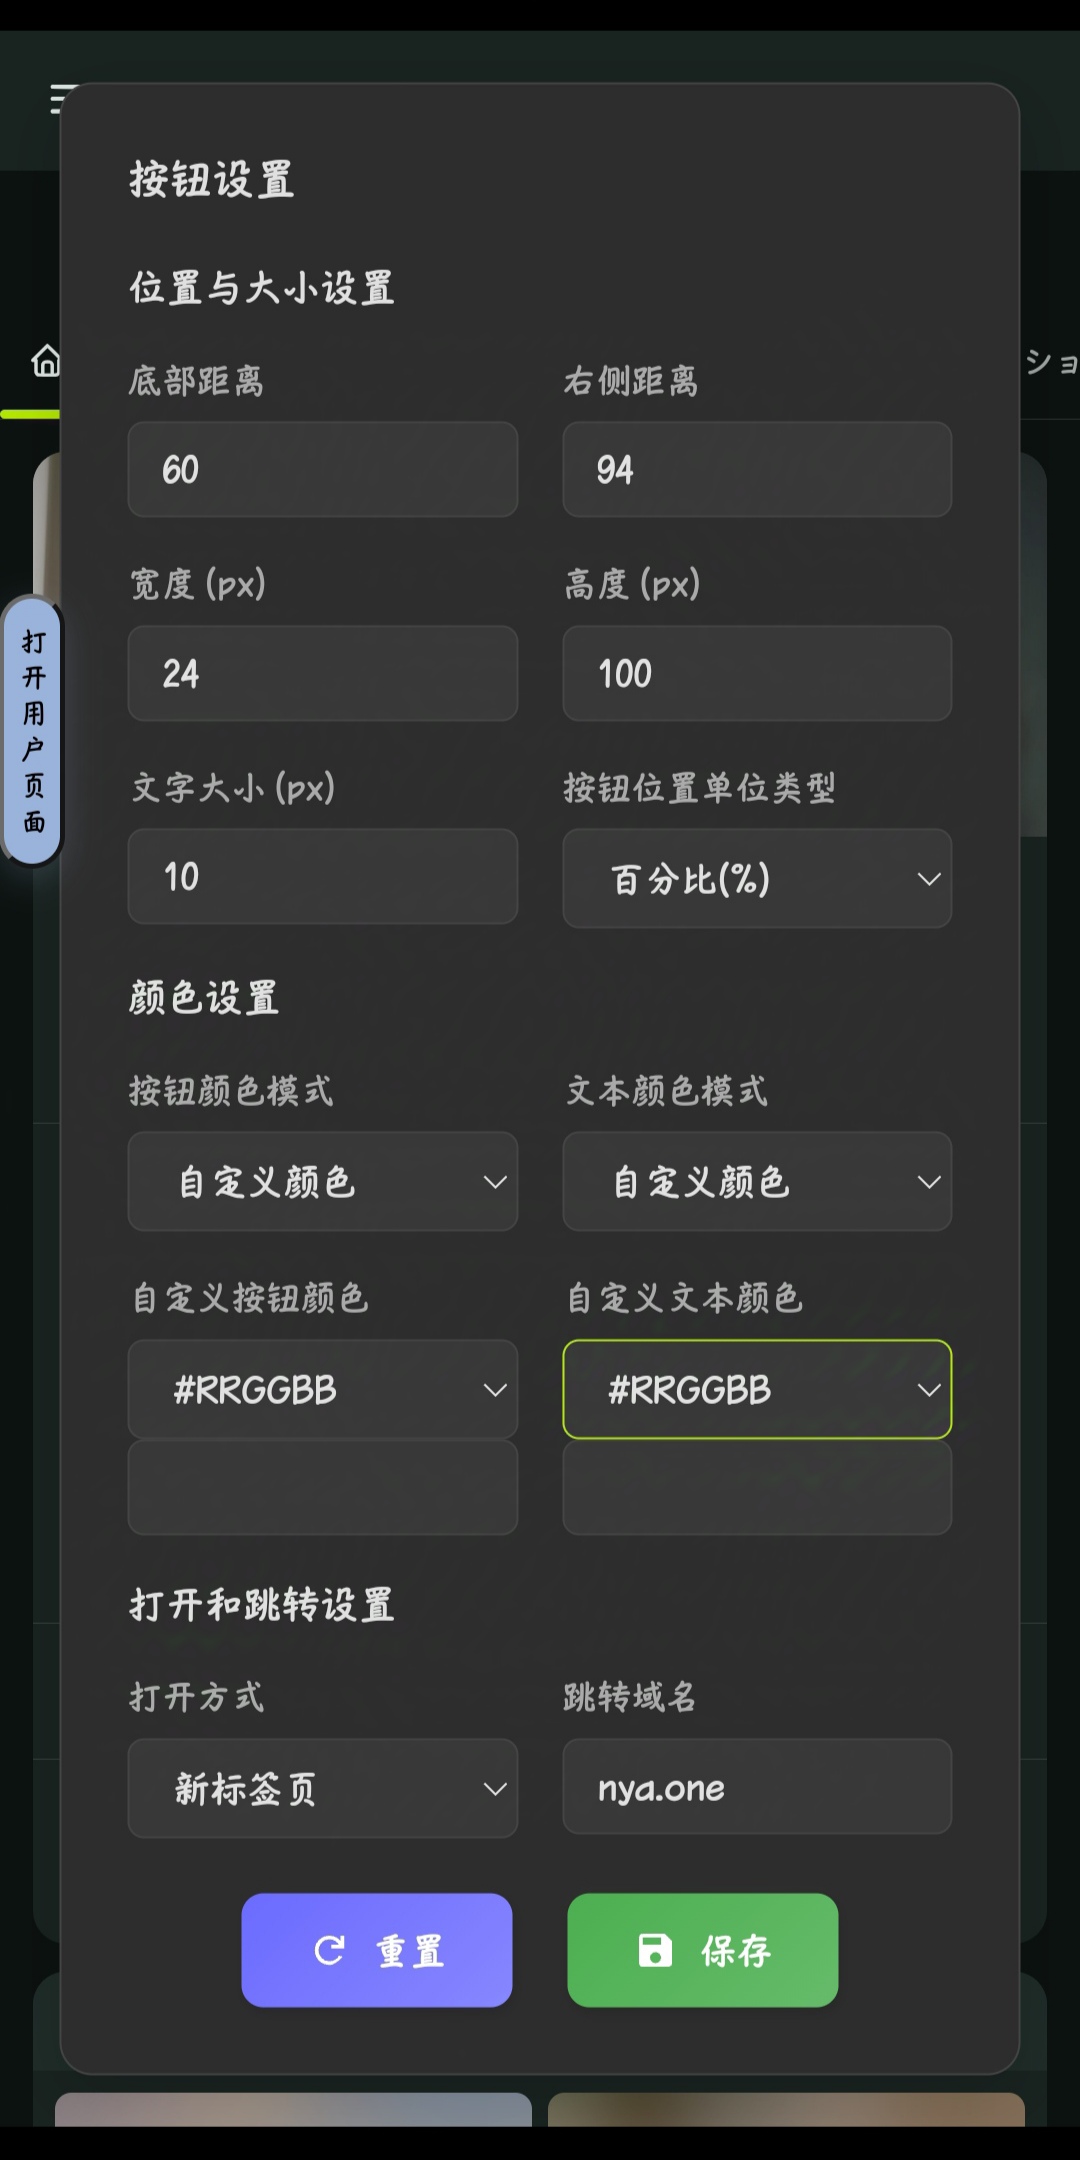 按钮设置
位置与大小设置
底部距离 右侧距离
60 94
宽度 (px) 高度 (px)
24 100
文字大小 (px) 按钮位置单位类型
10 百分比(%)
颜色设置
按钮颜色模式 文本颜色模式
自定义颜色 自定义颜色
自定义按钮颜色 自定义文本颜色
#RRGGBB #RRGGBB
打开和跳转设置
打开方式 跳转域名
新标签页 nya.one
重置 保存
打开用户页面
ショ